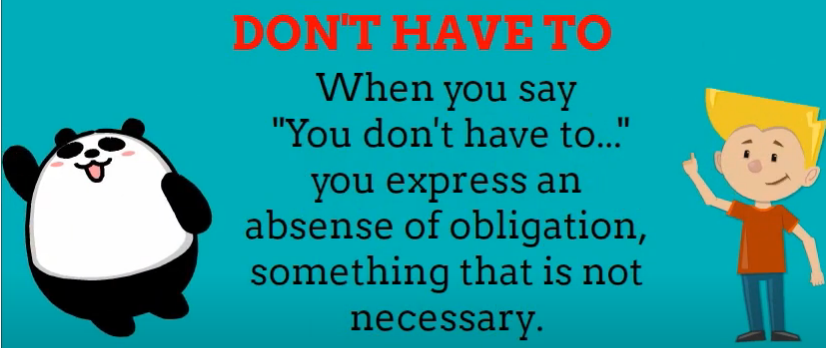 DON'T HAVE TO
When you say
"You don't have to..."
you express an
absense of obligation,
something that is not
necessary.